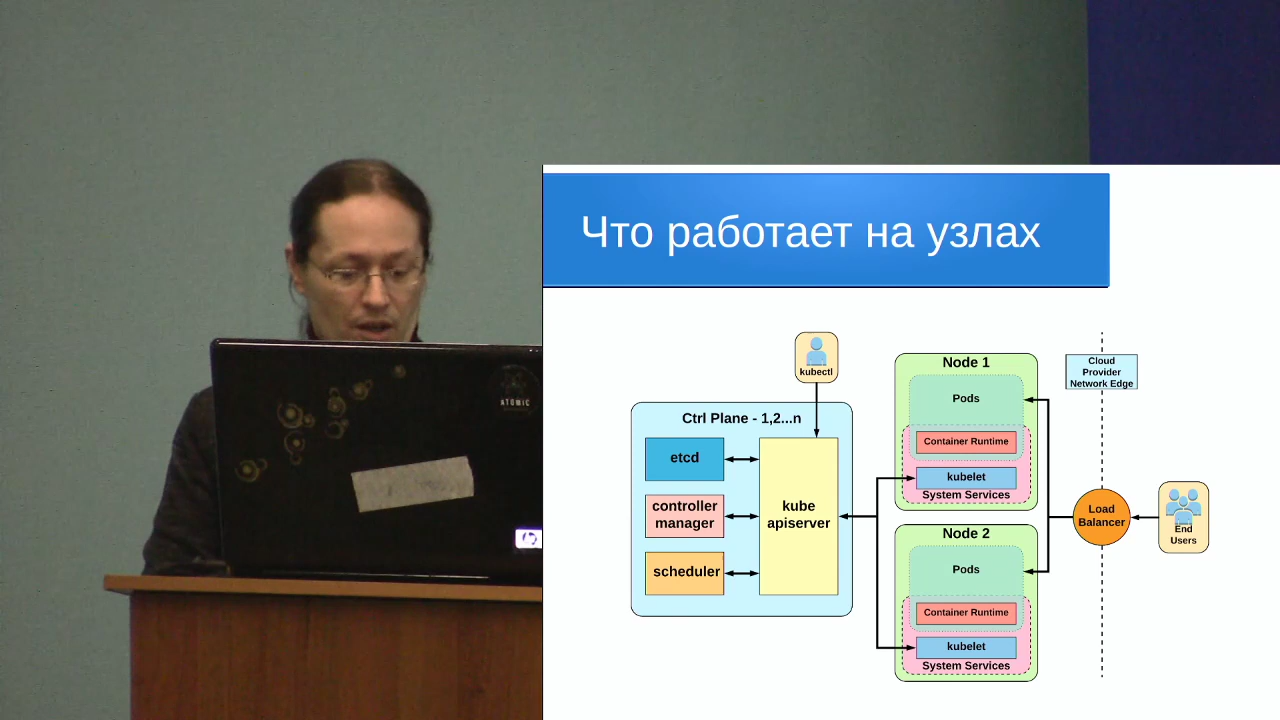 Что работает на узлах
kubectl
Ctrl Plane - 1,2...n
etcd
controller
manager
scheduler
kube
apiserver
Node 1
Pods
Container Runtime
kubelet
System Services
Node 2
Pods
Container Runtime
kubelet
System Services
Cloud
Provider
Network Edge
Load
Balancer
End
Users
ATOMIC
hp